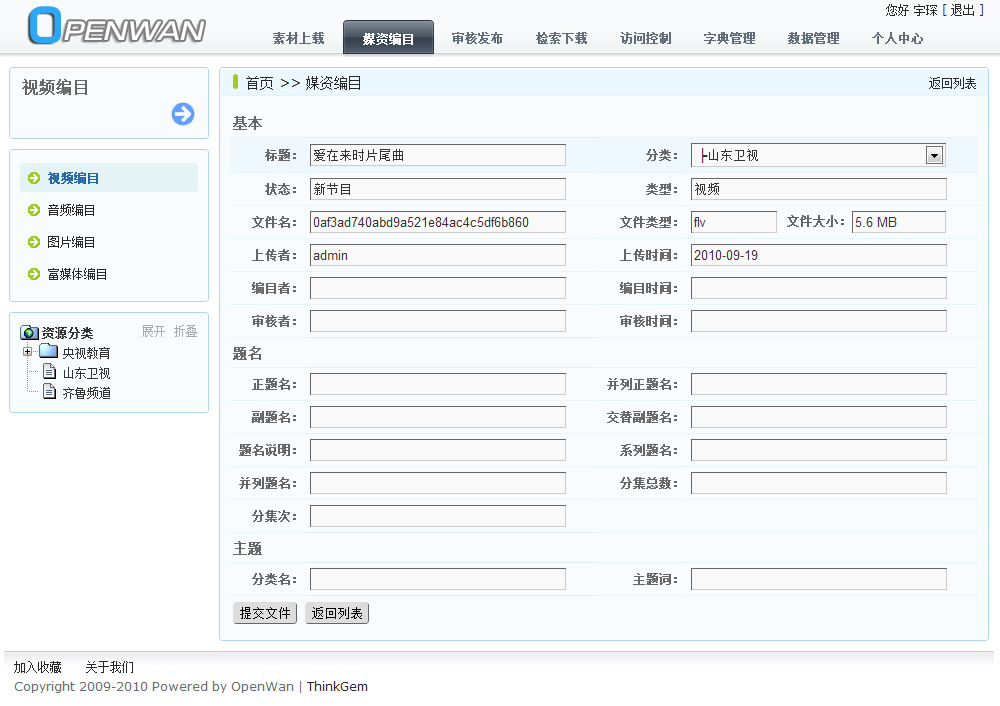 您好 宇琛 [ 退出 ]
OPENWAN
素材上载 媒资编目 审核发布 检索下载 访问控制 字典管理 数据管理 个人中心
视频编目
视频编目
音频编目
图片编目
富媒体编目
资源分类 展开 折叠
央视教育
山东卫视
齐鲁频道
首页 >> 媒资编目 返回列表
基本
标题: 爱在来时片尾曲 分类: ├山东卫视
状态: 新节目 类型: 视频
文件名: 0af3ad740abd9a521e84ac4c5df6b860 文件类型: flv 文件大小: 5.6 MB
上传者: admin 上传时间: 2010-09-19
编目者: 编目时间:
审核者: 审核时间:
题名
正题名: 并列正题名:
副题名: 交替副题名:
题名说明: 系列题名:
并列题名: 分集总数:
分集次:
主题
分类名: 主题词:
提交文件 返回列表
加入收藏 关于我们
Copyright 2009-2010 Powered by OpenWan | ThinkGem